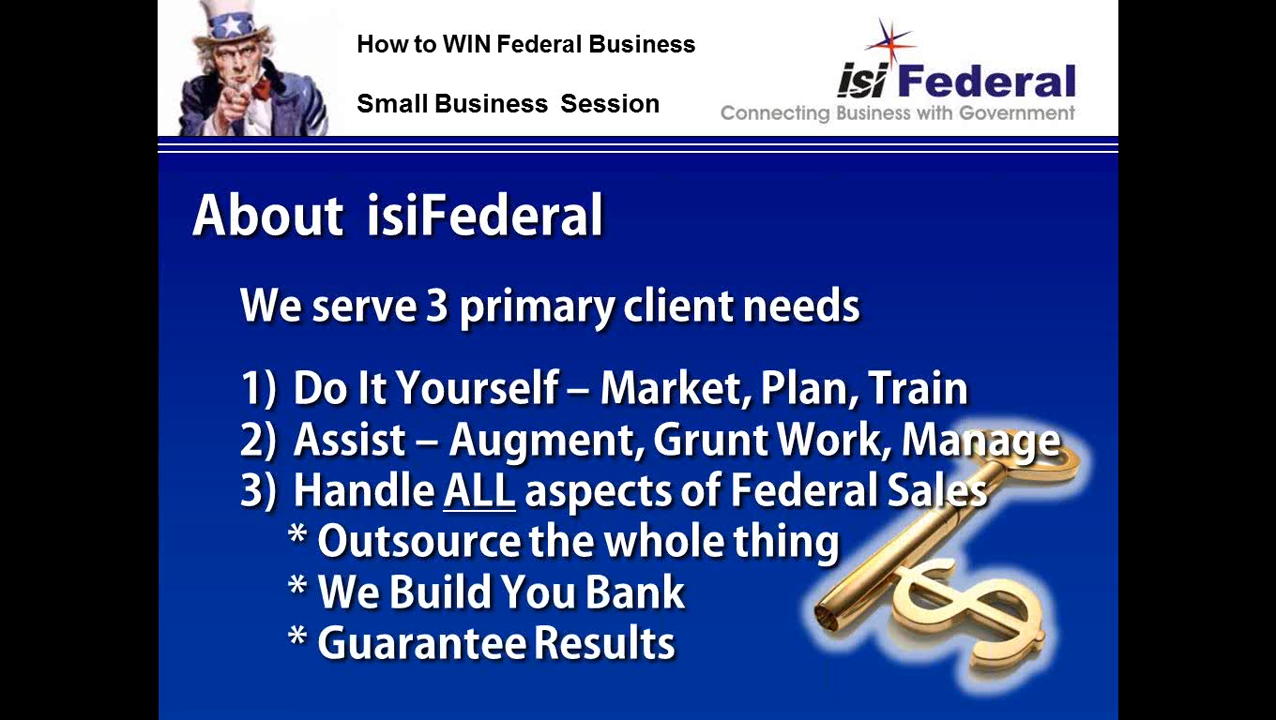 How to WIN Federal Business
Small Business Session
isiFederal
Connecting Business with Government
About isiFederal
We serve 3 primary client needs
1) Do It Yourself – Market, Plan, Train
2) Assist – Augment, Grunt Work, Manage
3) Handle ALL aspects of Federal Sales
* Outsource the whole thing
* We Build You Bank
* Guarantee Results